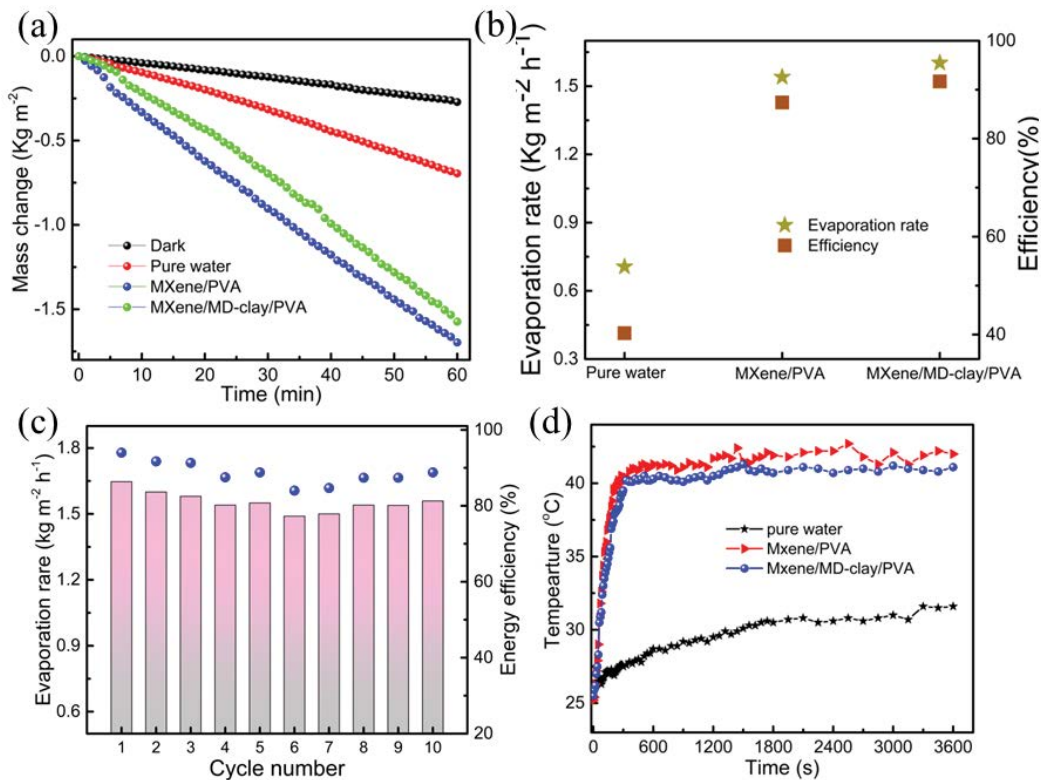 (a)
0.0
-0.5
-1.0
-1.5
Mass change (Kg m⁻²)
Dark
Pure water
MXene/PVA
MXene/MD-clay/PVA
0 10 20 30 40 50 60
Time (min)
(b)
1.5
1.2
0.9
0.6
0.3
Evaporation rate (Kg m⁻² h⁻¹)
Evaporation rate
Efficiency
100
80
60
40
Efficiency(%)
Pure water MXene/PVA MXene/MD-clay/PVA
(c)
1.8
1.5
1.2
0.9
0.6
Evaporation rare (kg m⁻² h⁻¹)
100
80
60
40
20
Energy efficiency (%)
1 2 3 4 5 6 7 8 9 10
Cycle number
(d)
40
35
30
25
Tempearture (°C)
pure water
Mxene/PVA
Mxene/MD-clay/PVA
0 600 1200 1800 2400 3000 3600
Time (s)